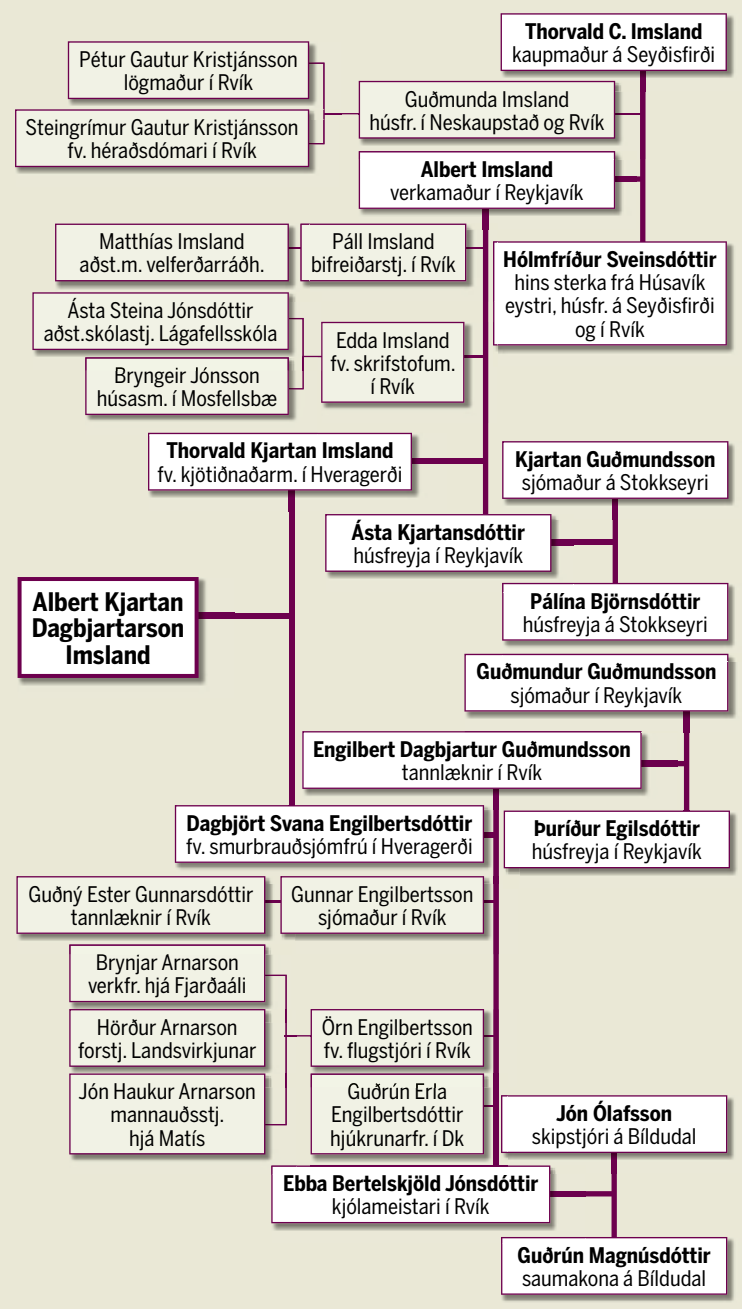 Thorvald C. Imsland
kaupmaður á Seyðisfirði
Pétur Gautur Kristjánsson
lögmaður í Rvík
Guðmunda Imsland
húsfr. í Neskaupstað og Rvík
Steingrímur Gautur Kristjánsson
fv. héraðsdómari í Rvík
Albert Imsland
verkamaður í Reykjavík
Matthías Imsland
aðst.m. velferðarráðh.
Páll Imsland
bifreiðarstj. í Rvík
Hólmfríður Sveinsdóttir
hins sterka frá Húsavík
eystri, húsfr. á Seyðisfirði
og í Rvík
Ásta Steina Jónsdóttir
aðst.skólastj. Lágafellsskóla
Edda Imsland
fv. skrifstofum.
í Rvík
Bryngeir Jónsson
húsasm. í Mosfellsbæ
Thorvald Kjartan Imsland
fv. kjötiðnaðarm. í Hveragerði
Kjartan Guðmundsson
sjómaður á Stokkseyri
Ásta Kjartansdóttir
húsfreyja í Reykjavík
Albert Kjartan
Dagbjartarson
Imsland
Pálína Björnsdóttir
húsfreyja á Stokkseyri
Guðmundur Guðmundsson
sjómaður í Reykjavík
Engilbert Dagbjartur Guðmundsson
tannlæknir í Rvík
Dagbjört Svana Engilbertsdóttir
fv. smurbrauðsjómfrú í Hveragerði
Þuríður Egilsdóttir
húsfreyja í Reykjavík
Guðný Ester Gunnarsdóttir
tannlæknir í Rvík
Gunnar Engilbertsson
sjómaður í Rvík
Brynjar Arnarson
verkfr. hjá Fjarðaáli
Hörður Arnarson
forstj. Landsvirkjunar
Örn Engilbertsson
fv. flugstjóri í Rvík
Jón Haukur Arnarson
mannauðsstj.
hjá Matís
Guðrún Erla
Engilbertsdóttir
hjúkrunarfr. í Dk
Jón Ólafsson
skipstjóri á Bíldudal
Ebba Bertelskjöld Jónsdóttir
kjólameistari í Rvík
Guðrún Magnúsdóttir
saumakona á Bíldudal